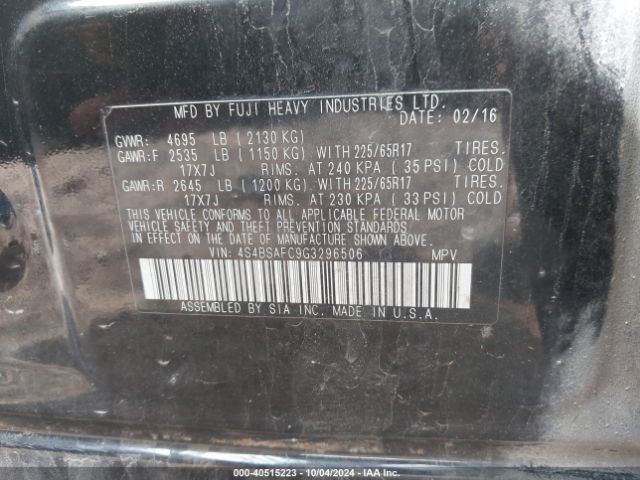 MFD BY FUJI HEAVY INDUSTRIES LTD.
DATE: 02/16
GVWR: 4695 LB ( 2130 KG)
GAWR:F 2535 LB ( 1150 KG). WITH 225/65R17 TIRES.
17X7J RIMS. AT 240 KPA ( 35 PSI) COLD
GAWR:R 2645 LB ( 1200 KG). WITH 225/65R17 TIRES.
17X7J RIMS. AT 230 KPA ( 33 PSI) COLD
THIS VEHICLE CONFORMS TO ALL APPLICABLE FEDERAL MOTOR
VEHICLE SAFETY AND THEFT PREVENTION STANDARDS
IN EFFECT ON THE DATE OF MANUFACTURE SHOWN ABOVE.
VIN: 4S4BSAFC9G3296506 MPV
ASSEMBLED BY SIA INC. MADE IN U.S.A.
000-40515223 - 10/04/2024 - IAA Inc.